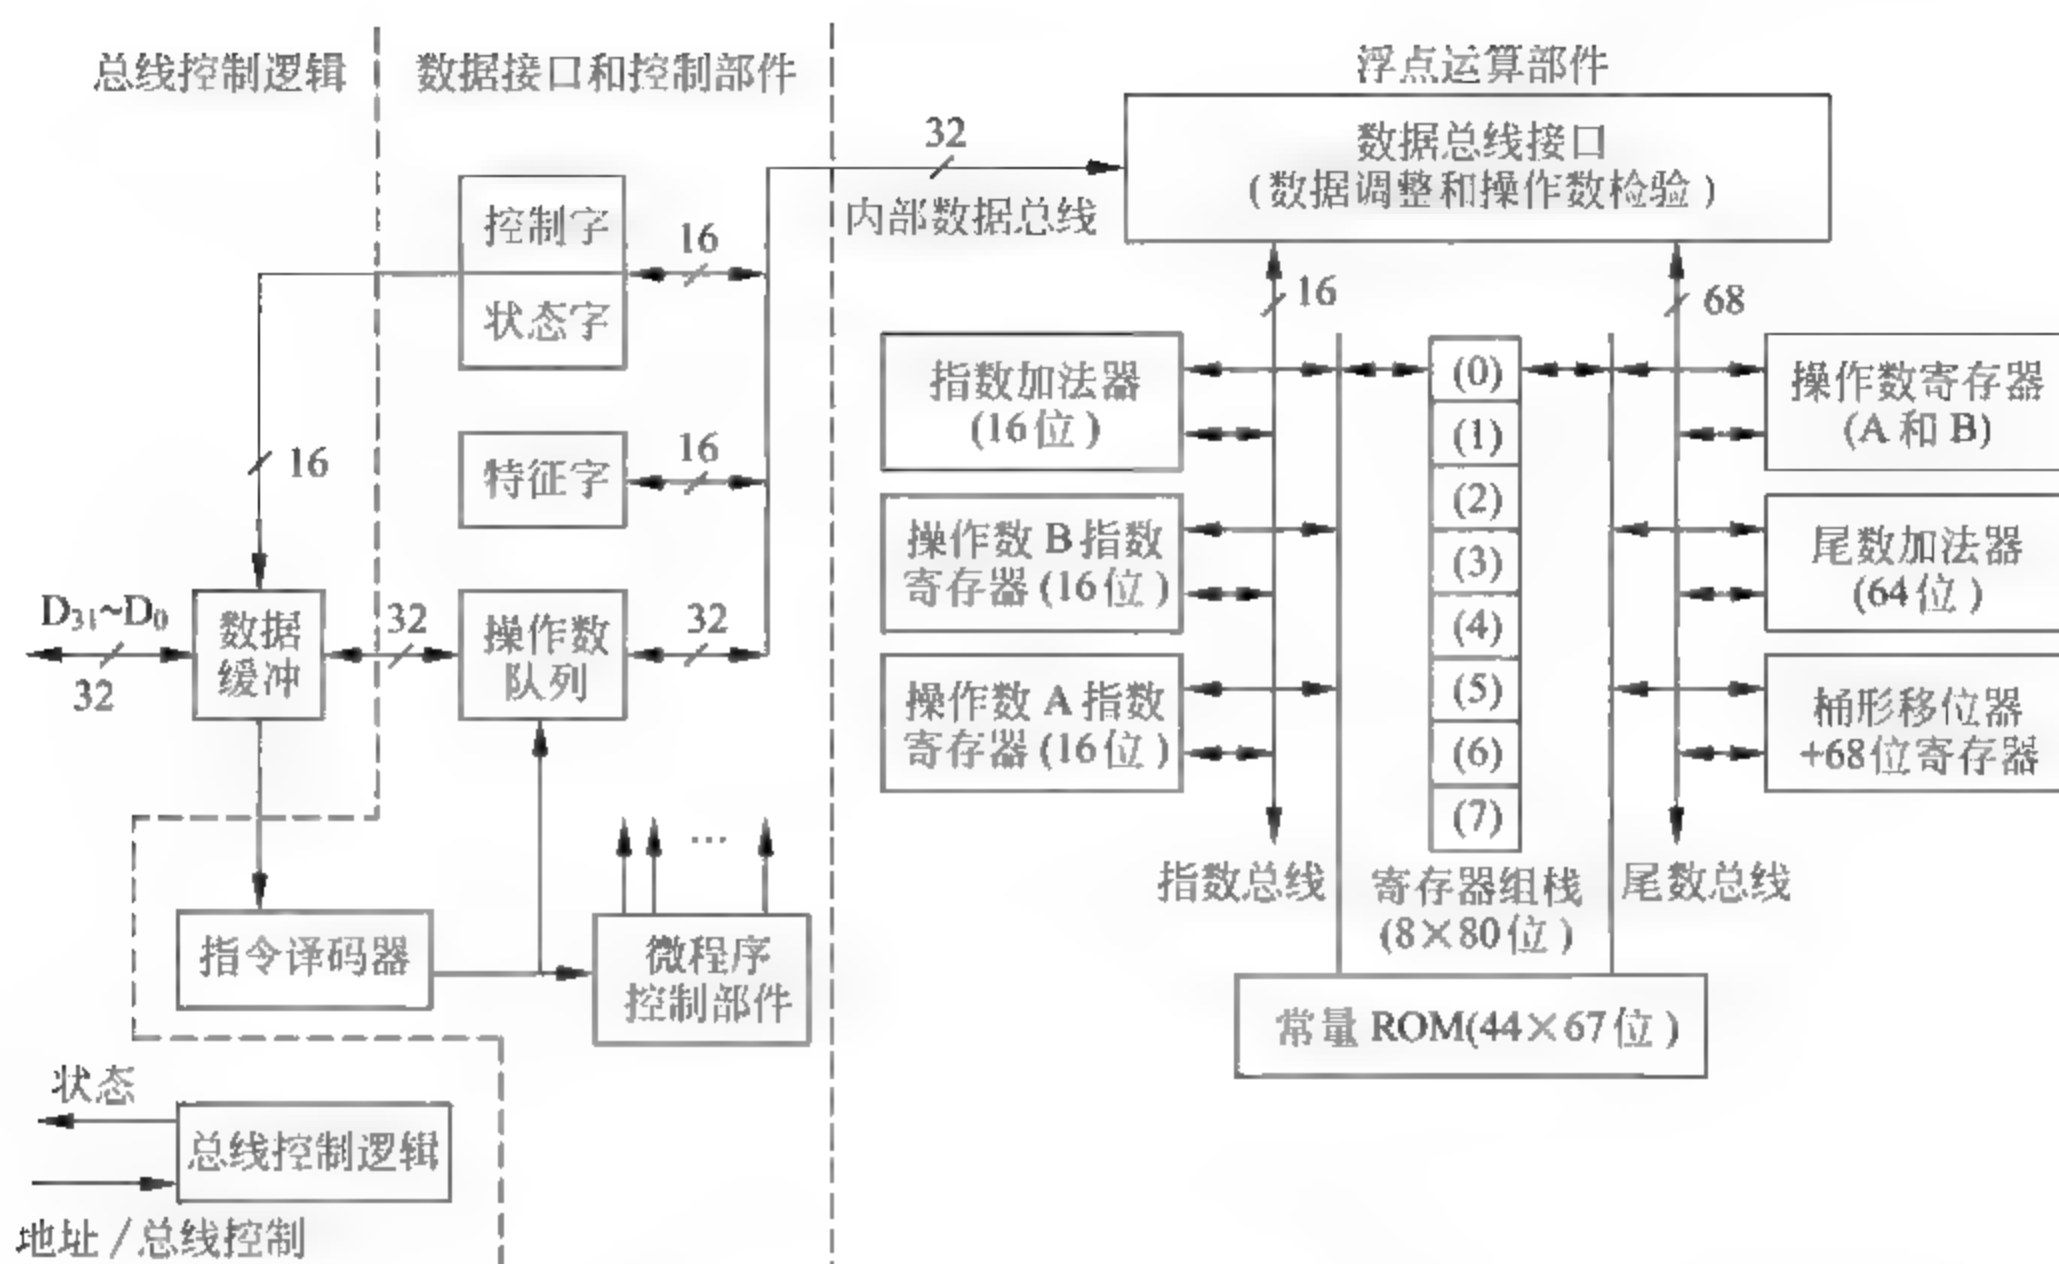 总线控制逻辑
数据接口和控制部件
浮点运算部件
32
内部数据总线
数据总线接口
(数据调整和操作数检验)
控制字
状态字
16
16
特征字
16
D31~D0
32
数据
缓冲
32
操作数
队列
32
指令译码器
微程序
控制部件
…
状态
总线控制逻辑
地址/总线控制
16
68
指数加法器
(16位)
操作数 B 指数
寄存器(16位)
操作数 A 指数
寄存器(16位)
(0)
(1)
(2)
(3)
(4)
(5)
(6)
(7)
操作数寄存器
(A 和 B)
尾数加法器
(64位)
桶形移位器
+68位寄存器
指数总线
寄存器组栈
(8×80位)
尾数总线
常量 ROM(44×67位)